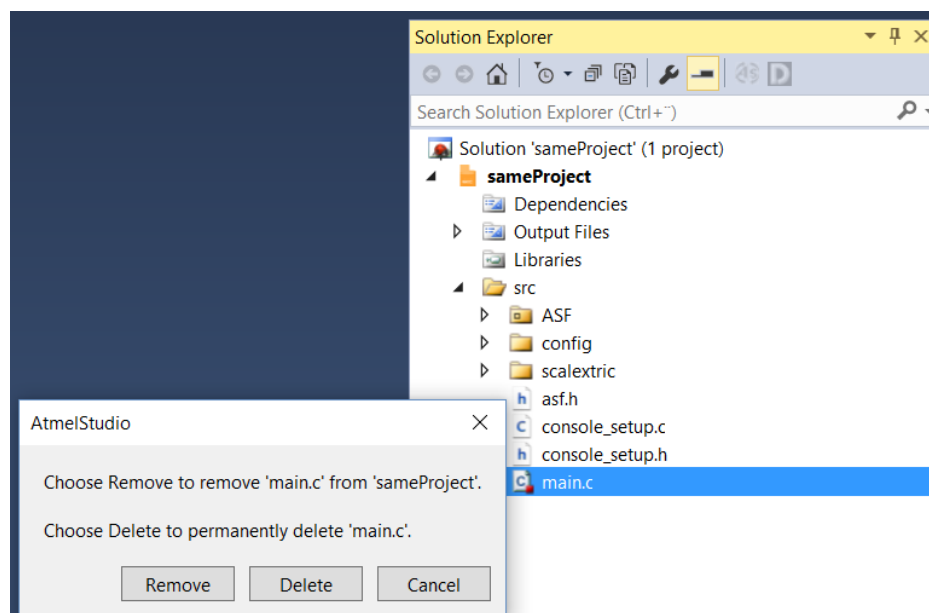 Solution Explorer
Search Solution Explorer (Ctrl+¨)
Solution 'sameProject' (1 project)
sameProject
Dependencies
Output Files
Libraries
src
ASF
config
scalextric
asf.h
console_setup.c
console_setup.h
main.c
AtmelStudio
Choose Remove to remove 'main.c' from 'sameProject'.
Choose Delete to permanently delete 'main.c'.
Remove Delete Cancel